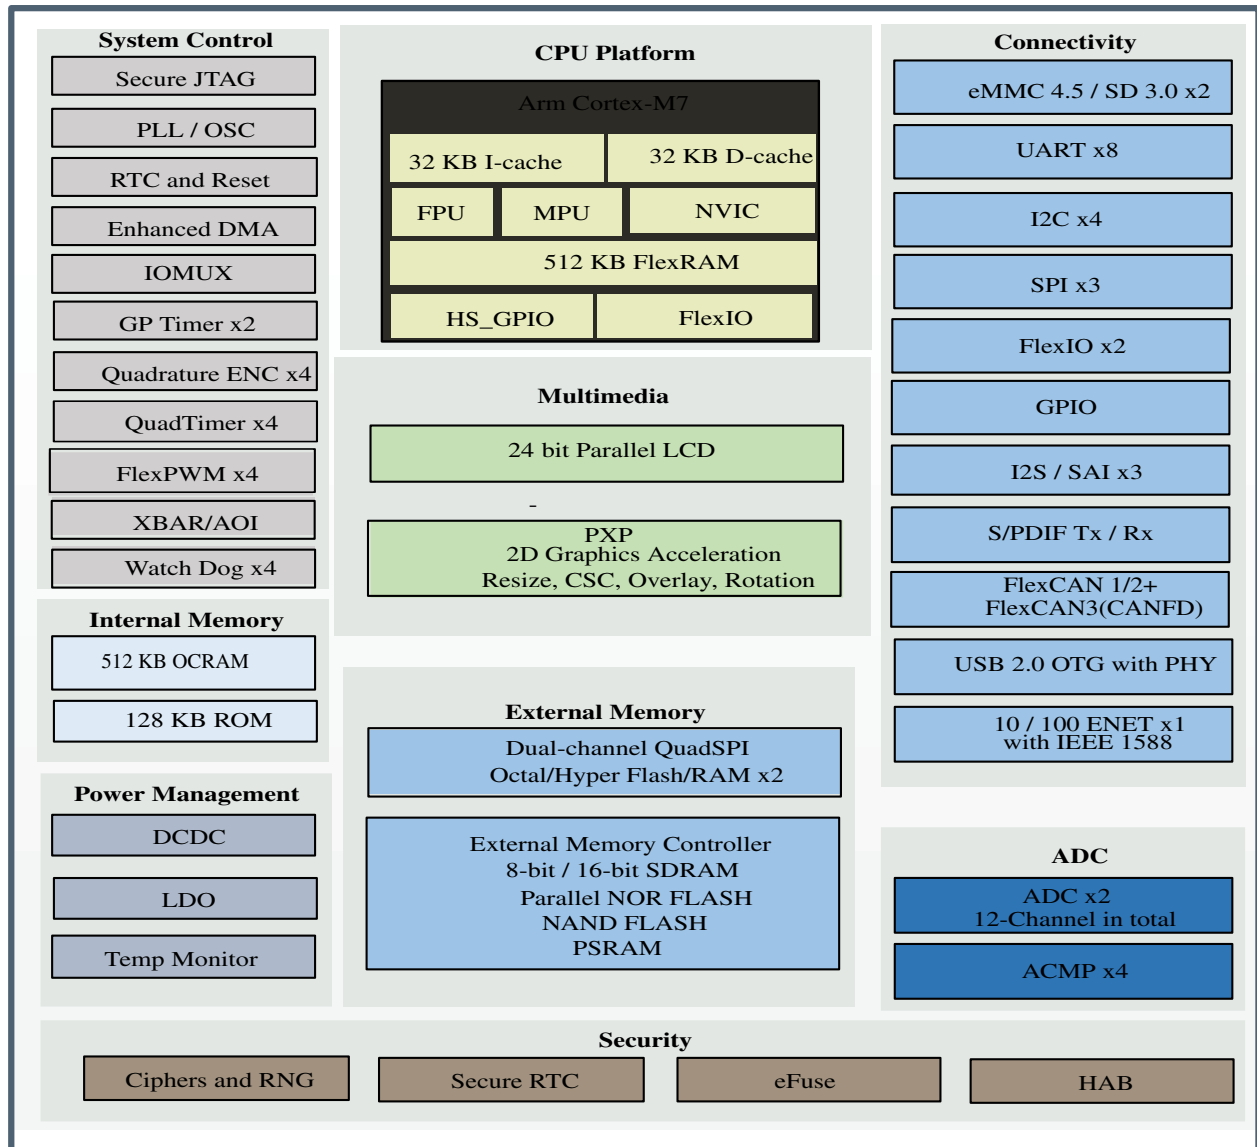 System Control
Secure JTAG
PLL / OSC
RTC and Reset
Enhanced DMA
IOMUX
GP Timer x2
Quadrature ENC x4
QuadTimer x4
FlexPWM x4
XBAR/AOI
Watch Dog x4
Internal Memory
512 KB OCRAM
128 KB ROM
Power Management
DCDC
LDO
Temp Monitor
CPU Platform
Arm Cortex-M7
32 KB I-cache
32 KB D-cache
FPU
MPU
NVIC
512 KB FlexRAM
HS_GPIO
FlexIO
Multimedia
24 bit Parallel LCD
-
PXP
2D Graphics Acceleration
Resize, CSC, Overlay, Rotation
External Memory
Dual-channel QuadSPI
Octal/Hyper Flash/RAM x2
External Memory Controller
8-bit / 16-bit SDRAM
Parallel NOR FLASH
NAND FLASH
PSRAM
Connectivity
eMMC 4.5 / SD 3.0 x2
UART x8
I2C x4
SPI x3
FlexIO x2
GPIO
I2S / SAI x3
S/PDIF Tx / Rx
FlexCAN 1/2+
FlexCAN3(CANFD)
USB 2.0 OTG with PHY
10 / 100 ENET x1
with IEEE 1588
ADC
ADC x2
12-Channel in total
ACMP x4
Security
Ciphers and RNG
Secure RTC
eFuse
HAB